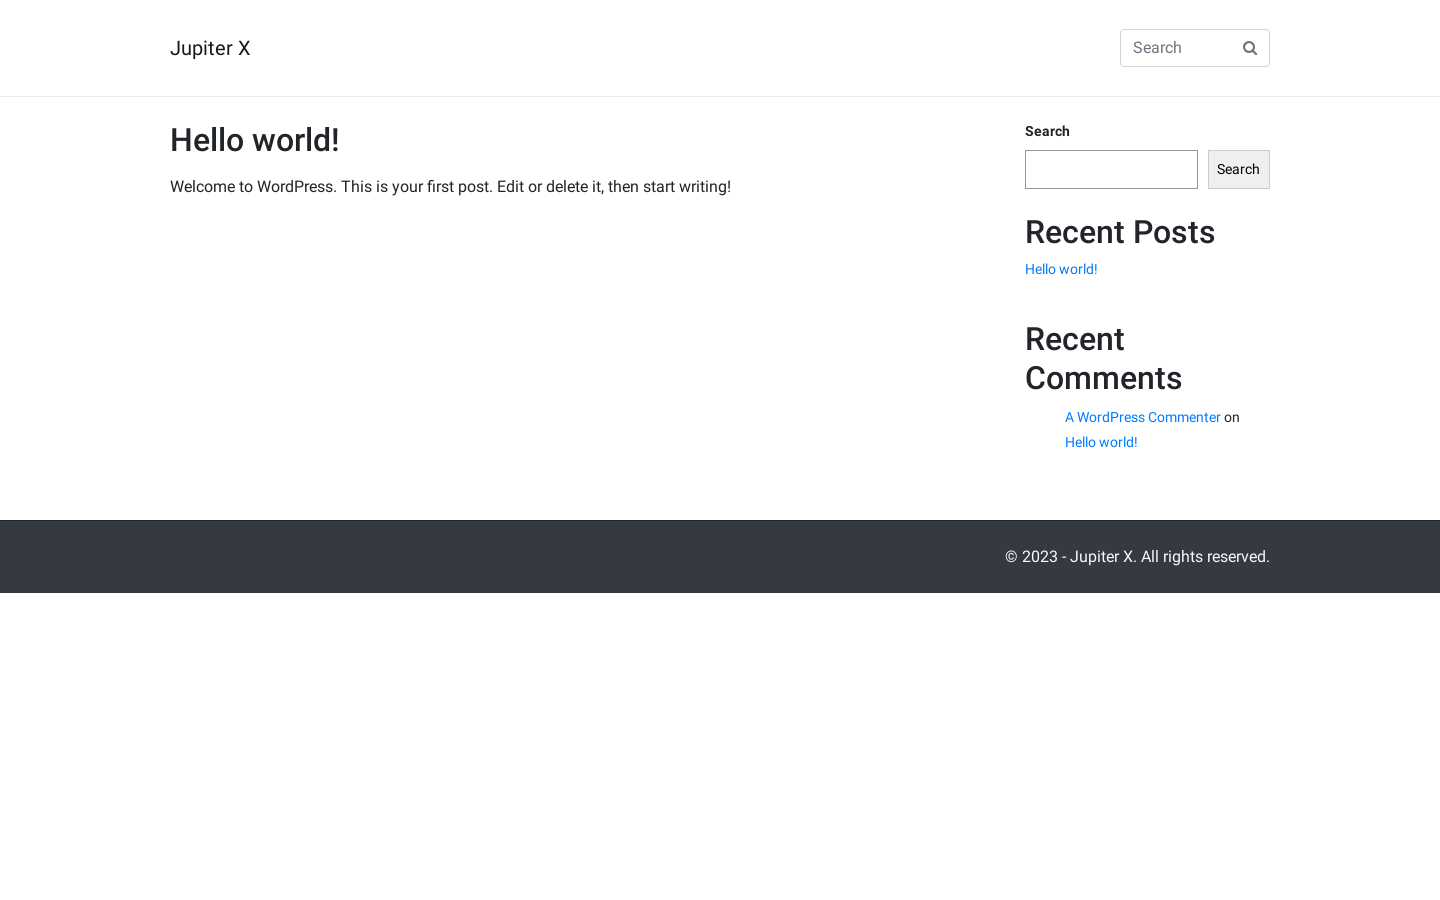 Jupiter X
Search
Hello world!
Welcome to WordPress. This is your first post. Edit or delete it, then start writing!
Search
Search
Recent Posts
Hello world!
Recent
Comments
A WordPress Commenter on
Hello world!
© 2023 - Jupiter X. All rights reserved.